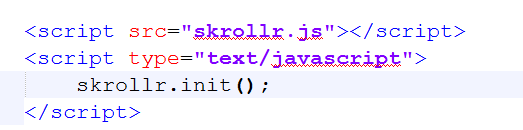 <script src="skrollr.js"></script>
<script type="text/javascript">
    skrollr.init();
</script>